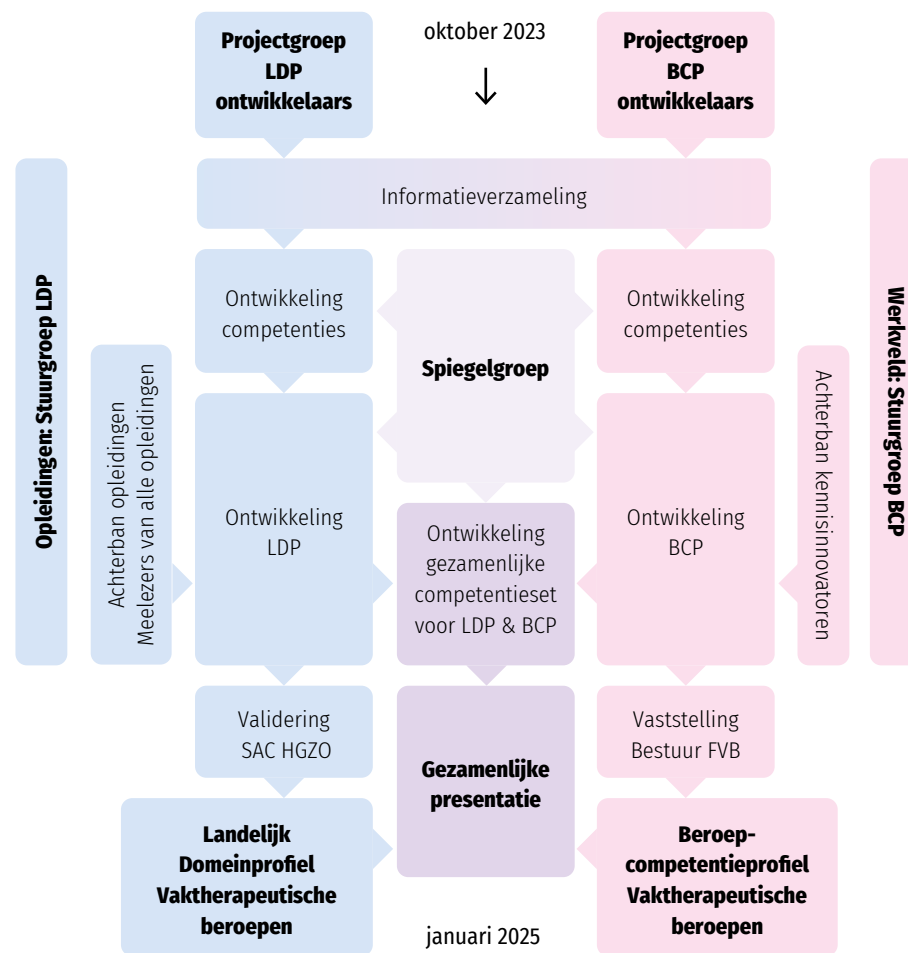 Projectgroep
LDP
ontwikkelaars
oktober 2023
Projectgroep
BCP
ontwikkelaars
Informatieverzameling
Opleidingen: Stuurgroep LDP
Achterban opleidingen
Meelezers van alle opleidingen
Ontwikkeling
competenties
Spiegelgroep
Ontwikkeling
competenties
Ontwikkeling
LDP
Ontwikkeling
gezamenlijke
competentieset
voor LDP & BCP
Ontwikkeling
BCP
Achterban kennisinnovatoren
Werkveld: Stuurgroep BCP
Validering
SAC HGZO
Gezamenlijke
presentatie
Vaststelling
Bestuur FVB
Landelijk
Domeinprofiel
Vaktherapeutische
beroepen
Beroep-
competentieprofiel
Vaktherapeutische
beroepen
januari 2025